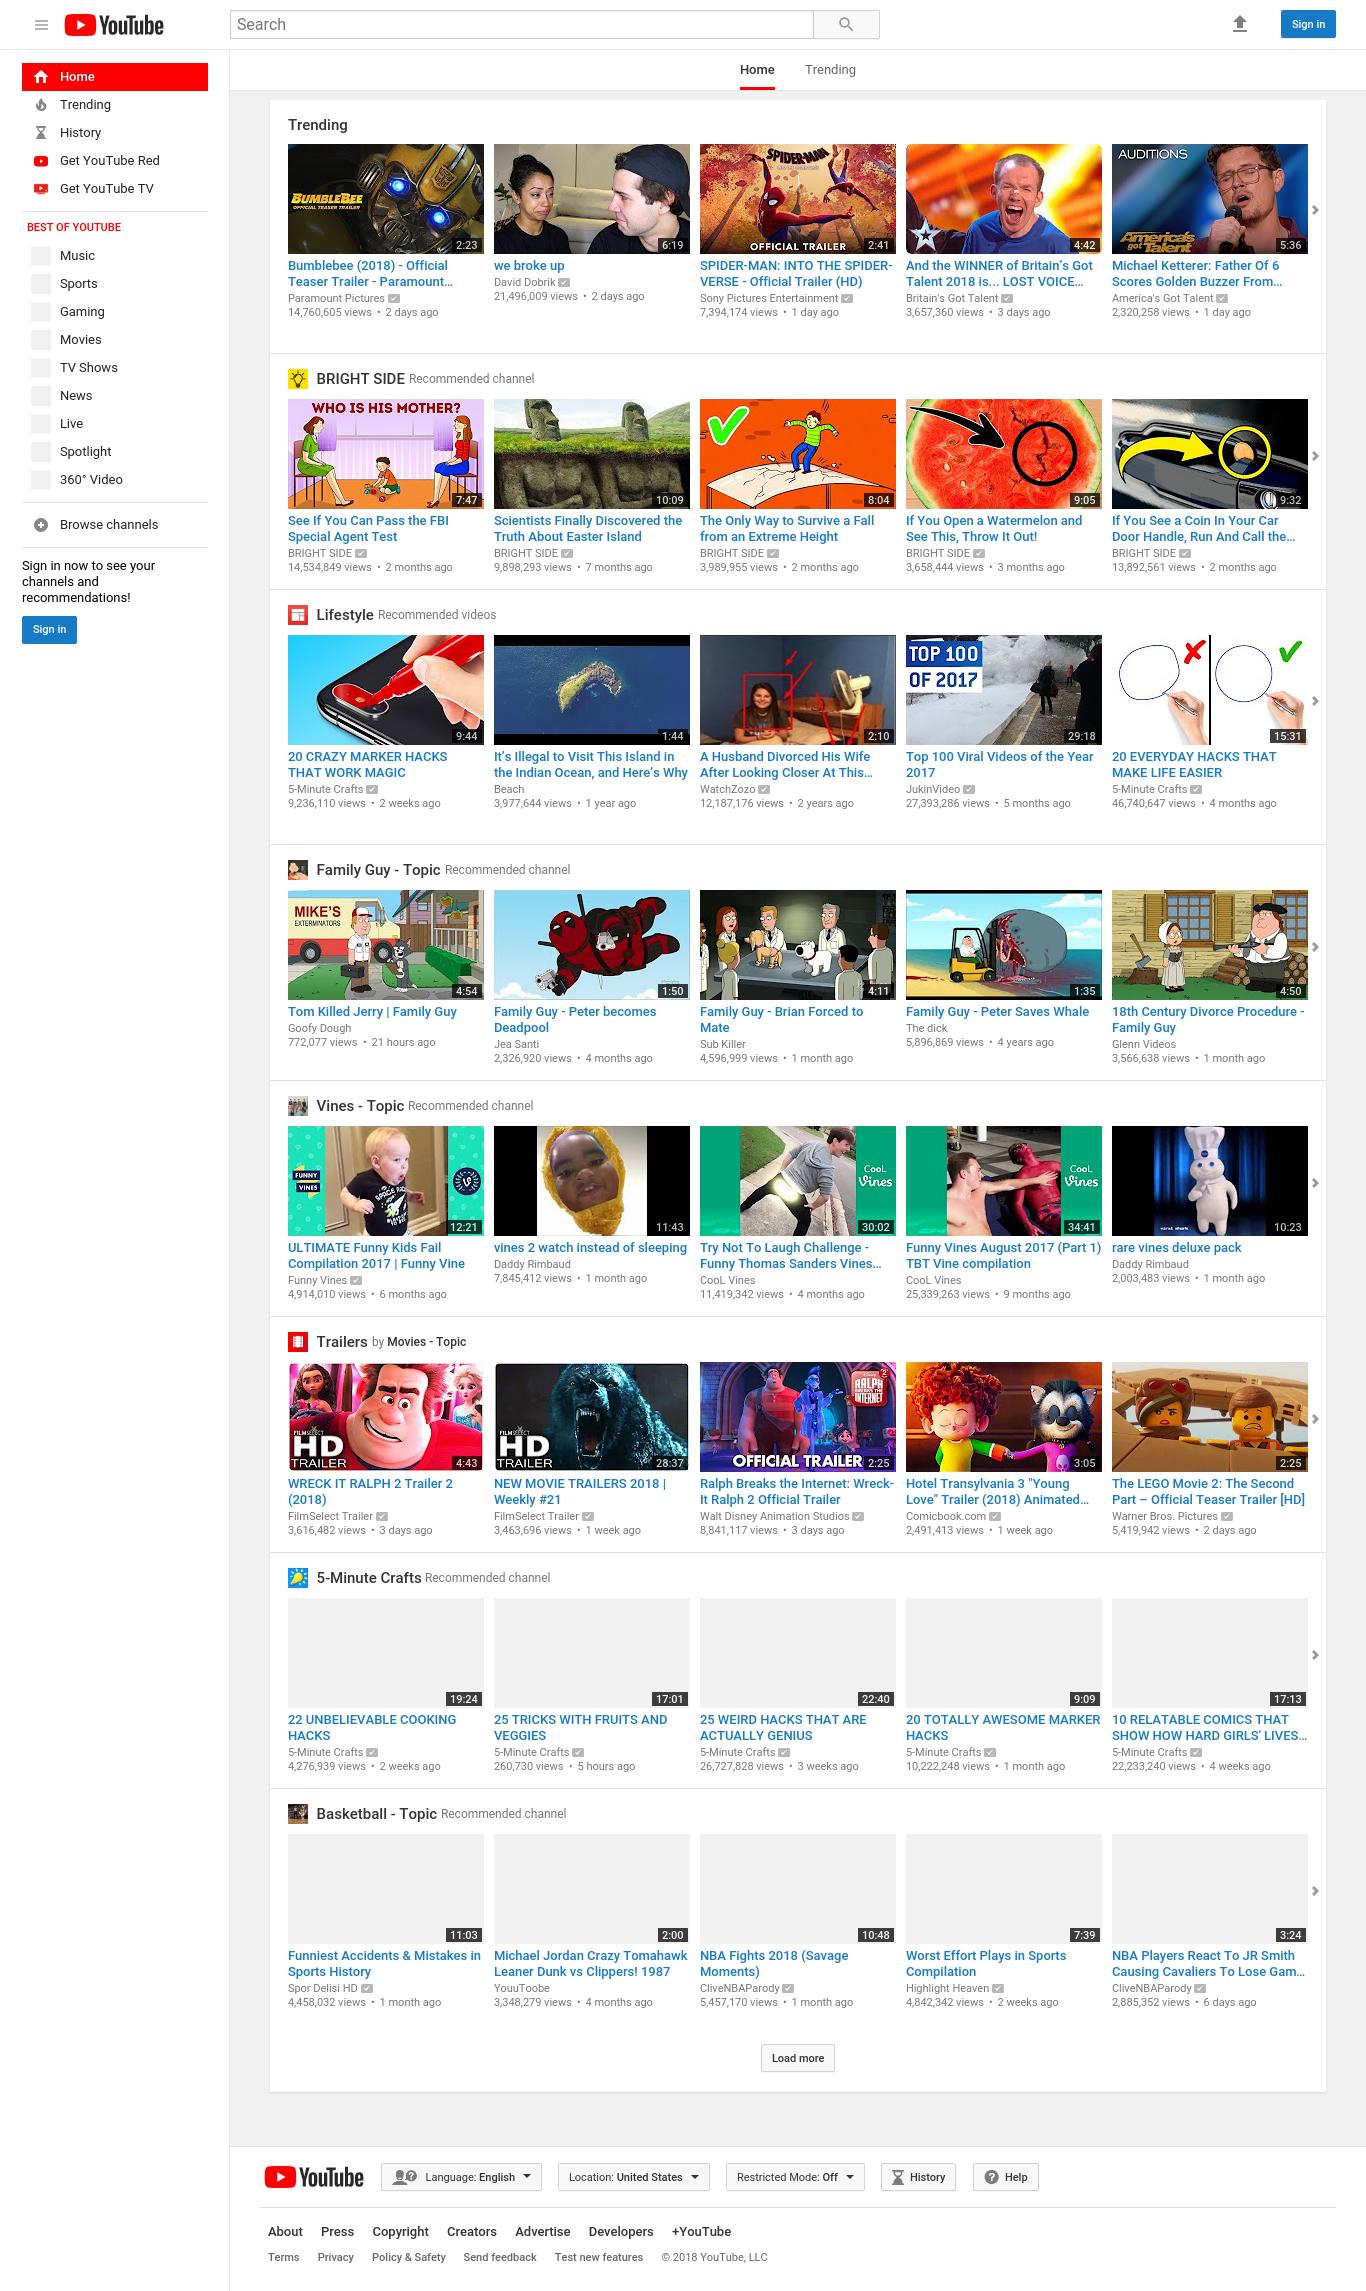 YouTube
Search
Sign in
Home
Trending
History
Get YouTube Red
Get YouTube TV
BEST OF YOUTUBE
Music
Sports
Gaming
Movies
TV Shows
News
Live
Spotlight
360° Video
Browse channels
Sign in now to see your
channels and
recommendations!
Sign in
Home Trending
Trending
BUMBLEBEE
OFFICIAL TEASER TRAILER
2:23
6:19
SPIDER-MAN
OFFICIAL TRAILER
2:41
4:42
AUDITIONS
America's got Talent
5:36
Bumblebee (2018) - Official
Teaser Trailer - Paramount…
Paramount Pictures
14,760,605 views • 2 days ago
we broke up
David Dobrik
21,496,009 views • 2 days ago
SPIDER-MAN: INTO THE SPIDER-
VERSE - Official Trailer (HD)
Sony Pictures Entertainment
7,394,174 views • 1 day ago
And the WINNER of Britain's Got
Talent 2018 is... LOST VOICE…
Britain's Got Talent
3,657,360 views • 3 days ago
Michael Ketterer: Father Of 6
Scores Golden Buzzer From…
America's Got Talent
2,320,258 views • 1 day ago
BRIGHT SIDE Recommended channel
WHO IS HIS MOTHER?
7:47
10:09
8:04
9:05
9:32
See If You Can Pass the FBI
Special Agent Test
BRIGHT SIDE
14,534,849 views • 2 months ago
Scientists Finally Discovered the
Truth About Easter Island
BRIGHT SIDE
9,898,293 views • 7 months ago
The Only Way to Survive a Fall
from an Extreme Height
BRIGHT SIDE
3,989,955 views • 2 months ago
If You Open a Watermelon and
See This, Throw It Out!
BRIGHT SIDE
3,658,444 views • 3 months ago
If You See a Coin In Your Car
Door Handle, Run And Call the…
BRIGHT SIDE
13,892,561 views • 2 months ago
Lifestyle Recommended videos
9:44
1:44
2:10
TOP 100
OF 2017
29:18
15:31
20 CRAZY MARKER HACKS
THAT WORK MAGIC
5-Minute Crafts
9,236,110 views • 2 weeks ago
It's Illegal to Visit This Island in
the Indian Ocean, and Here's Why
Beach
3,977,644 views • 1 year ago
A Husband Divorced His Wife
After Looking Closer At This…
WatchZozo
12,187,176 views • 2 years ago
Top 100 Viral Videos of the Year
2017
JukinVideo
27,393,286 views • 5 months ago
20 EVERYDAY HACKS THAT
MAKE LIFE EASIER
5-Minute Crafts
46,740,647 views • 4 months ago
Family Guy - Topic Recommended channel
MIKE'S
EXTERMINATORS
4:54
1:50
4:11
1:35
4:50
Tom Killed Jerry | Family Guy
Goofy Dough
772,077 views • 21 hours ago
Family Guy - Peter becomes
Deadpool
Jea Santi
2,326,920 views • 4 months ago
Family Guy - Brian Forced to
Mate
Sub Killer
4,596,999 views • 1 month ago
Family Guy - Peter Saves Whale
The dick
5,896,869 views • 4 years ago
18th Century Divorce Procedure -
Family Guy
Glenn Videos
3,566,638 views • 1 month ago
Vines - Topic Recommended channel
FUNNY
VINES
12:21
11:43
CooL
Vines
30:02
CooL
Vines
34:41
10:23
ULTIMATE Funny Kids Fail
Compilation 2017 | Funny Vine
Funny Vines
4,914,010 views • 6 months ago
vines 2 watch instead of sleeping
Daddy Rimbaud
7,845,412 views • 1 month ago
Try Not To Laugh Challenge -
Funny Thomas Sanders Vines…
CooL Vines
11,419,342 views • 4 months ago
Funny Vines August 2017 (Part 1)
TBT Vine compilation
CooL Vines
25,339,263 views • 9 months ago
rare vines deluxe pack
Daddy Rimbaud
2,003,483 views • 1 month ago
Trailers by Movies - Topic
FILMSELECT
HD
TRAILER
4:43
FILMSELECT
HD
TRAILER
28:37
RALPH
BREAKS THE
INTERNET
OFFICIAL TRAILER
2:25
3:05
2:25
WRECK IT RALPH 2 Trailer 2
(2018)
FilmSelect Trailer
3,616,482 views • 3 days ago
NEW MOVIE TRAILERS 2018 |
Weekly #21
FilmSelect Trailer
3,463,696 views • 1 week ago
Ralph Breaks the Internet: Wreck-
It Ralph 2 Official Trailer
Walt Disney Animation Studios
8,841,117 views • 3 days ago
Hotel Transylvania 3 "Young
Love" Trailer (2018) Animated…
Comicbook.com
2,491,413 views • 1 week ago
The LEGO Movie 2: The Second
Part – Official Teaser Trailer [HD]
Warner Bros. Pictures
5,419,942 views • 2 days ago
5-Minute Crafts Recommended channel
19:24
17:01
22:40
9:09
17:13
22 UNBELIEVABLE COOKING
HACKS
5-Minute Crafts
4,276,939 views • 2 weeks ago
25 TRICKS WITH FRUITS AND
VEGGIES
5-Minute Crafts
260,730 views • 5 hours ago
25 WEIRD HACKS THAT ARE
ACTUALLY GENIUS
5-Minute Crafts
26,727,828 views • 3 weeks ago
20 TOTALLY AWESOME MARKER
HACKS
5-Minute Crafts
10,222,248 views • 1 month ago
10 RELATABLE COMICS THAT
SHOW HOW HARD GIRLS' LIVES…
5-Minute Crafts
22,233,240 views • 4 weeks ago
Basketball - Topic Recommended channel
11:03
2:00
10:48
7:39
3:24
Funniest Accidents & Mistakes in
Sports History
Spor Delisi HD
4,458,032 views • 1 month ago
Michael Jordan Crazy Tomahawk
Leaner Dunk vs Clippers! 1987
YouuToobe
3,348,279 views • 4 months ago
NBA Fights 2018 (Savage
Moments)
CliveNBAParody
5,457,170 views • 1 month ago
Worst Effort Plays in Sports
Compilation
Highlight Heaven
4,842,342 views • 2 weeks ago
NBA Players React To JR Smith
Causing Cavaliers To Lose Gam…
CliveNBAParody
2,885,352 views • 6 days ago
Load more
YouTube Language: English Location: United States Restricted Mode: Off History Help
About Press Copyright Creators Advertise Developers +YouTube
Terms Privacy Policy & Safety Send feedback Test new features © 2018 YouTube, LLC